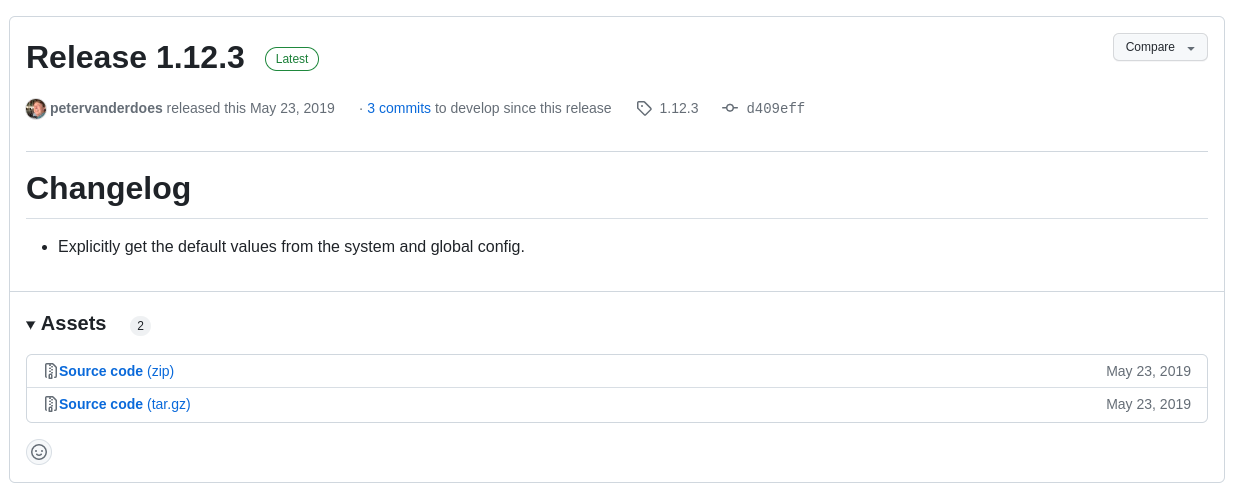 Release 1.12.3 Latest Compare
petervanderdoes released this May 23, 2019 · 3 commits to develop since this release 1.12.3 d409eff
Changelog
• Explicitly get the default values from the system and global config.
Assets 2
Source code (zip) May 23, 2019
Source code (tar.gz) May 23, 2019